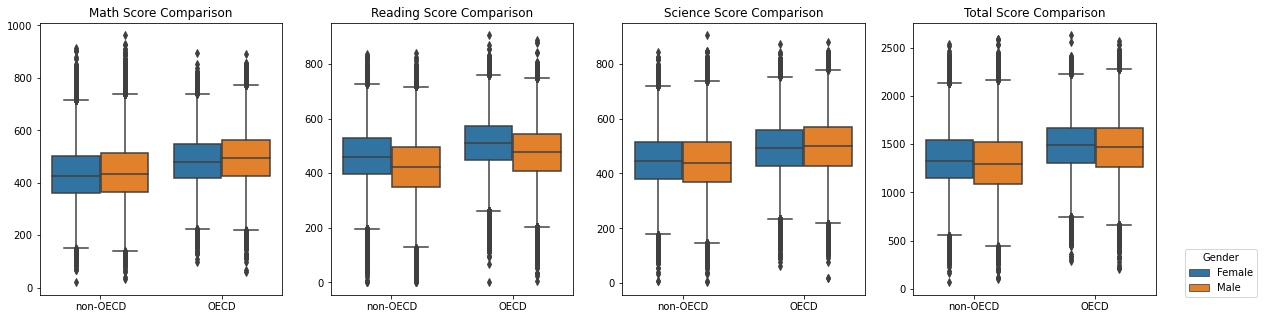 Math Score Comparison
1000
800
600
400
200
0
non-OECD OECD
Reading Score Comparison
800
600
400
200
0
non-OECD OECD
Science Score Comparison
800
600
400
200
0
non-OECD OECD
Total Score Comparison
2500
2000
1500
1000
500
0
non-OECD OECD
Gender
Female
Male